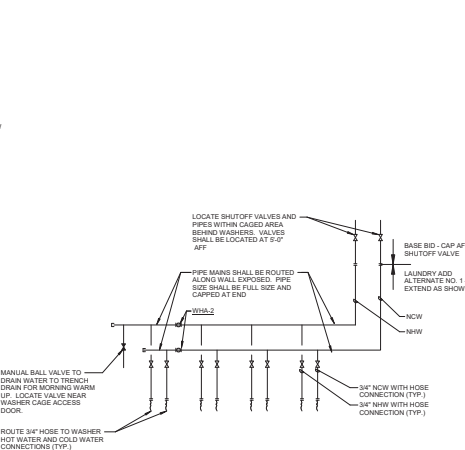 LOCATE SHUTOFF VALVES AND
PIPES WITHIN CAGED AREA
BEHIND WASHERS. VALVES
SHALL BE LOCATED AT 5'-0"
AFF
BASE BID - CAP AF
SHUTOFF VALVE
LAUNDRY ADD
ALTERNATE NO. 1
EXTEND AS SHOW
PIPE MAINS SHALL BE ROUTED
ALONG WALL EXPOSED. PIPE
SIZE SHALL BE FULL SIZE AND
CAPPED AT END
WHA-2
NCW
NHW
MANUAL BALL VALVE TO
DRAIN WATER TO TRENCH
DRAIN FOR MORNING WARM
UP. LOCATE VALVE NEAR
WASHER CAGE ACCESS
DOOR.
3/4" NCW WITH HOSE
CONNECTION (TYP.)
3/4" NHW WITH HOSE
CONNECTION (TYP.)
ROUTE 3/4" HOSE TO WASHER
HOT WATER AND COLD WATER
CONNECTIONS (TYP.)